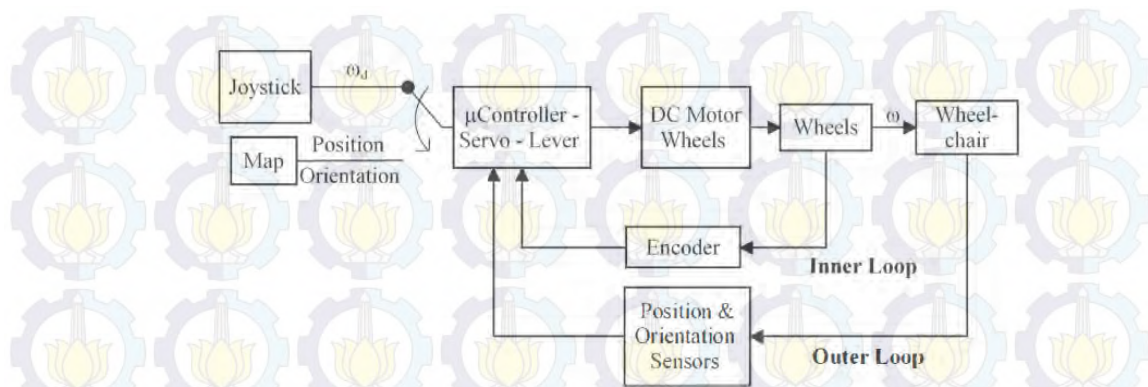 Joystick
ω_d
Map
Position
Orientation
μController -
Servo - Lever
DC Motor
Wheels
Wheels
ω
Wheel-
chair
Encoder
Inner Loop
Position &
Orientation
Sensors
Outer Loop